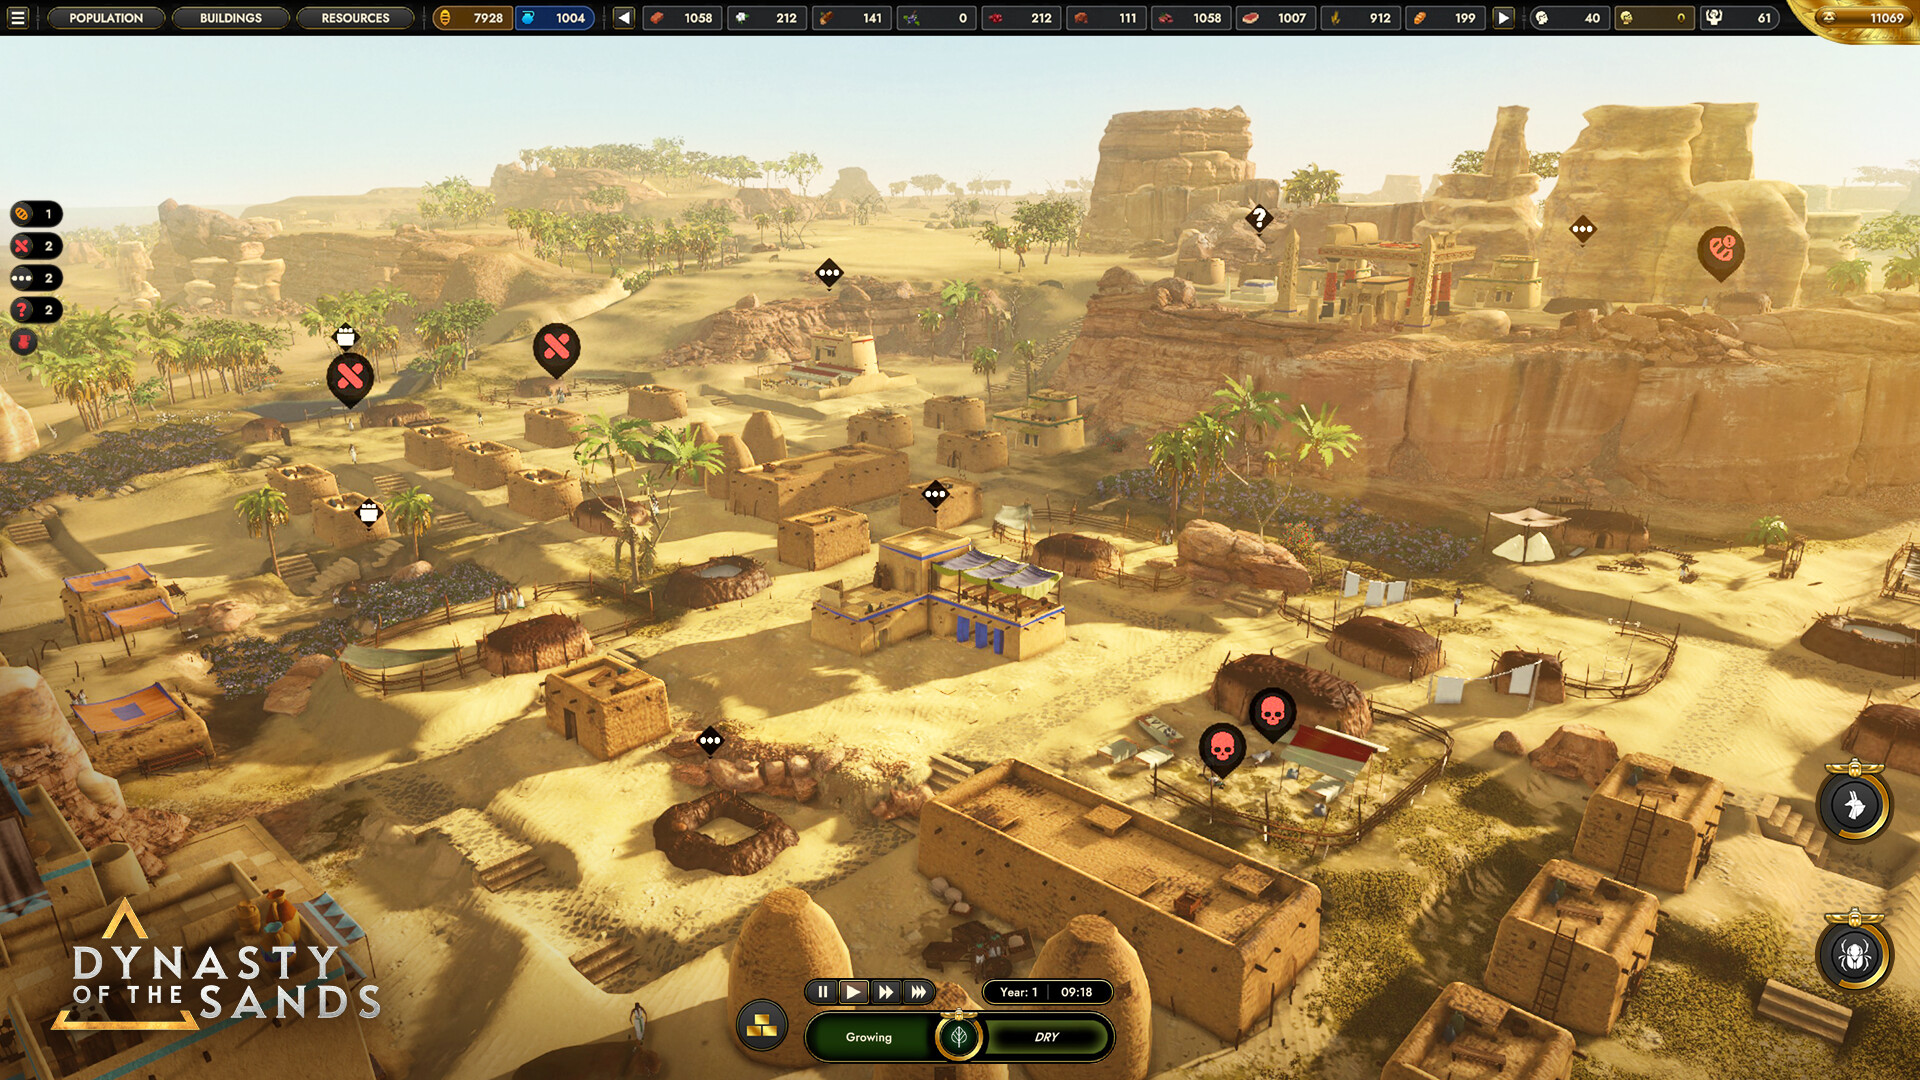 POPULATION BUILDINGS RESOURCES 7928 1004 1058 212 141 0 212 111 1058 1007 912 199 40 0 61 11069
1
2
2
2
DYNASTY
OF THE SANDS
Year: 1 09:18
Growing DRY